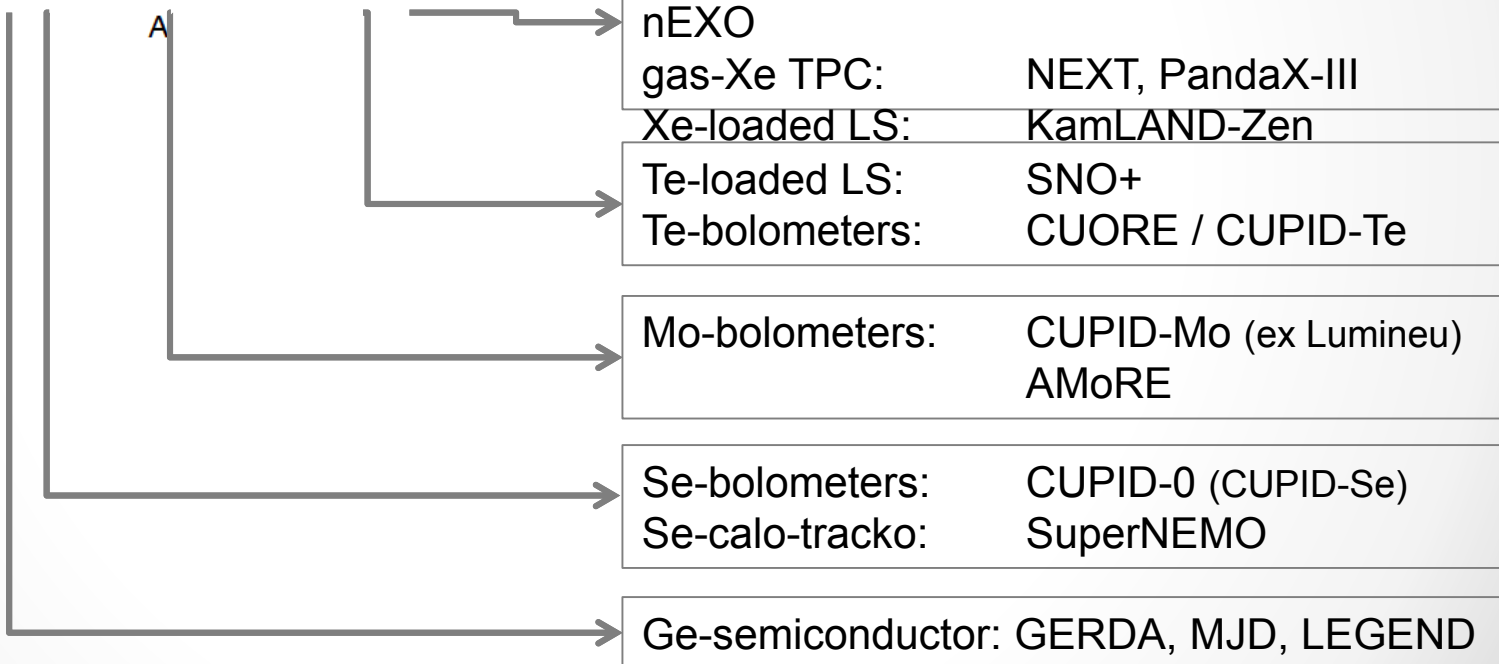 A
nEXO
gas-Xe TPC: NEXT, PandaX-III
Xe-loaded LS: KamLAND-Zen
Te-loaded LS: SNO+
Te-bolometers: CUORE / CUPID-Te
Mo-bolometers: CUPID-Mo (ex Lumineu)
AMoRE
Se-bolometers: CUPID-0 (CUPID-Se)
Se-calo-tracko: SuperNEMO
Ge-semiconductor: GERDA, MJD, LEGEND